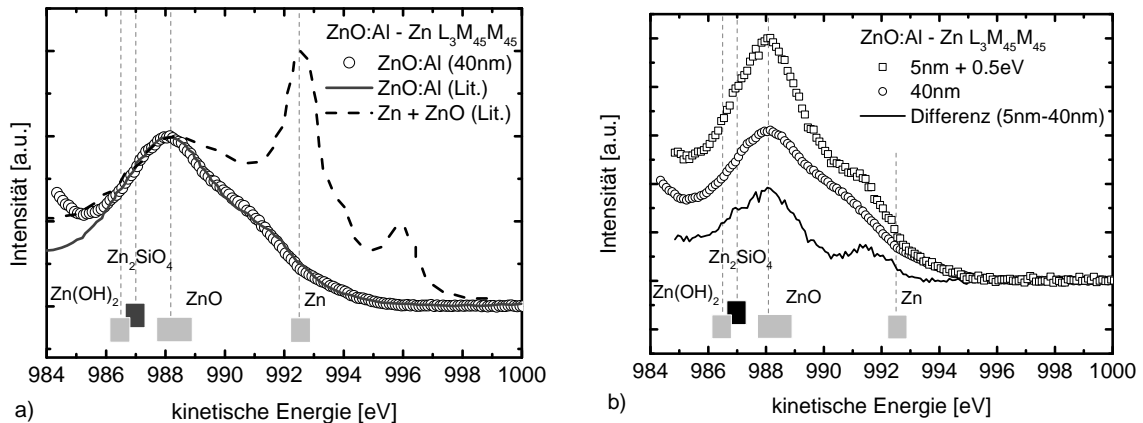 ZnO:Al - Zn L₃M₄₅M₄₅
ZnO:Al (40nm)
ZnO:Al (Lit.)
Zn + ZnO (Lit.)
Intensität [a.u.]
Zn₂SiO₄
Zn(OH)₂
ZnO
Zn
984 986 988 990 992 994 996 998 1000
a)
kinetische Energie [eV]
ZnO:Al - Zn L₃M₄₅M₄₅
5nm + 0.5eV
40nm
Differenz (5nm-40nm)
Intensität [a.u.]
Zn₂SiO₄
Zn(OH)₂
ZnO
Zn
984 986 988 990 992 994 996 998 1000
b)
kinetische Energie [eV]